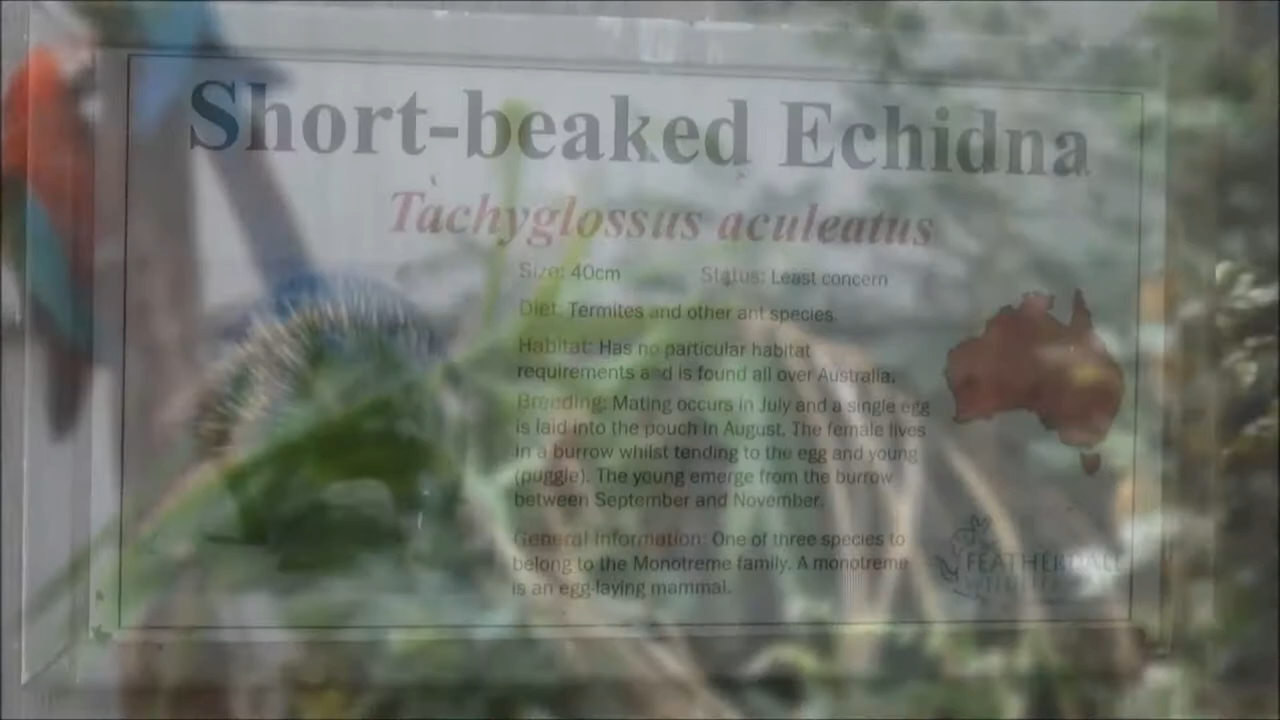 Short-beaked Echidna
Tachyglossus aculeatus
Size: 40cm Status: Least concern
Diet: Termites and other ant species.
Habitat: Has no particular habitat
requirements and is found all over Australia.
Breeding: Mating occurs in July and a single egg
is laid into the pouch in August. The female lives
in a burrow whilst tending to the egg and young
(puggle). The young emerge from the burrow
between September and November.
General Information: One of three species to
belong to the Monotreme family. A monotreme
is an egg-laying mammal.
FEATHERDALE